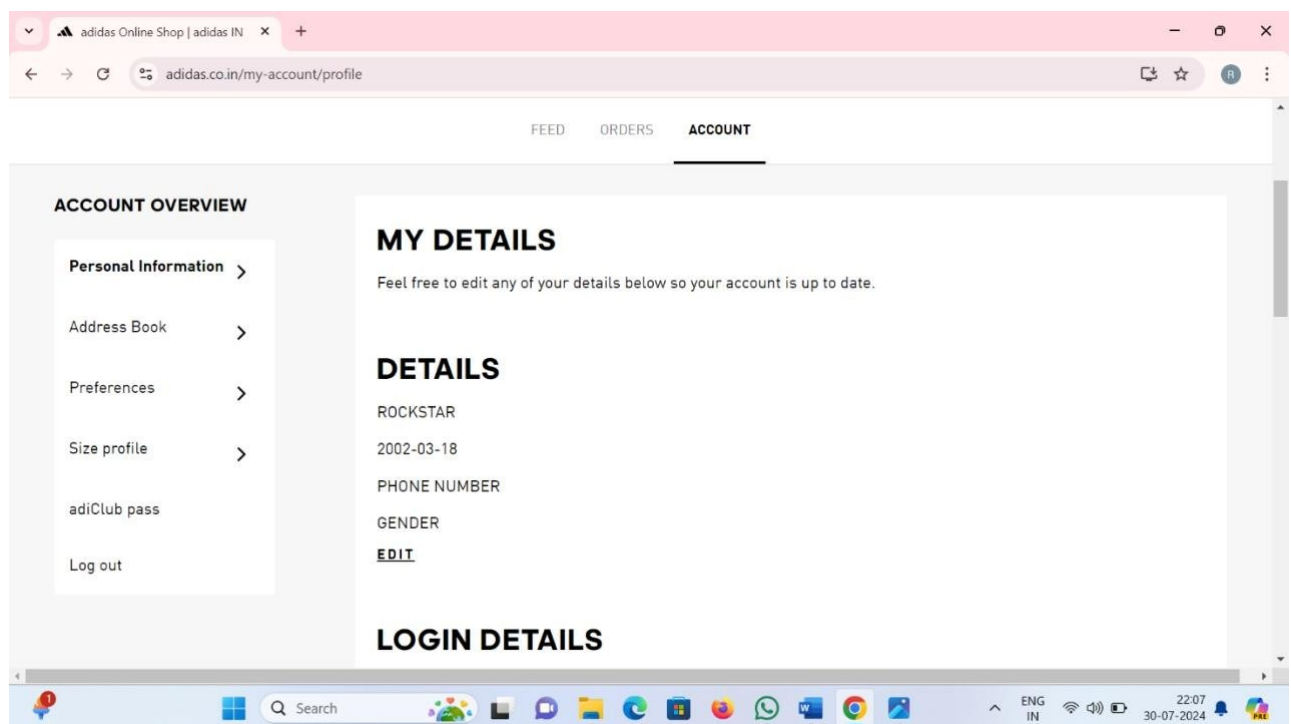 adidas Online Shop | adidas IN
adidas.co.in/my-account/profile
R
FEED ORDERS ACCOUNT
ACCOUNT OVERVIEW
Personal Information
Address Book
Preferences
Size profile
adiClub pass
Log out
MY DETAILS
Feel free to edit any of your details below so your account is up to date.
DETAILS
ROCKSTAR
2002-03-18
PHONE NUMBER
GENDER
EDIT
LOGIN DETAILS
1
Search
W
ENG
IN
22:07
30-07-2024
PRE